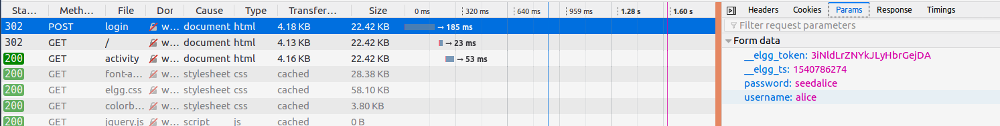 Sta... Meth... File Dor Cause Type Transfer... Size 0 ms 320 ms 640 ms 959 ms 1.28 s 1.60 s Headers Cookies Params Response Timings
302 POST login w... document html 4.18 KB 22.42 KB → 185 ms Filter request parameters
302 GET / w... document html 4.13 KB 22.42 KB → 23 ms Form data
200 GET activity w... document html 4.16 KB 22.42 KB → 53 ms __elgg_token: 3iNldLrZNYkJLyHbrGejDA
200 GET font-a... w... stylesheet css cached 28.38 KB __elgg_ts: 1540786274
200 GET elgg.css w... stylesheet css cached 58.10 KB password: seedalice
200 GET colorb... w... stylesheet css cached 3.80 KB username: alice
200 GET jquery.js w... script js cached 0 B